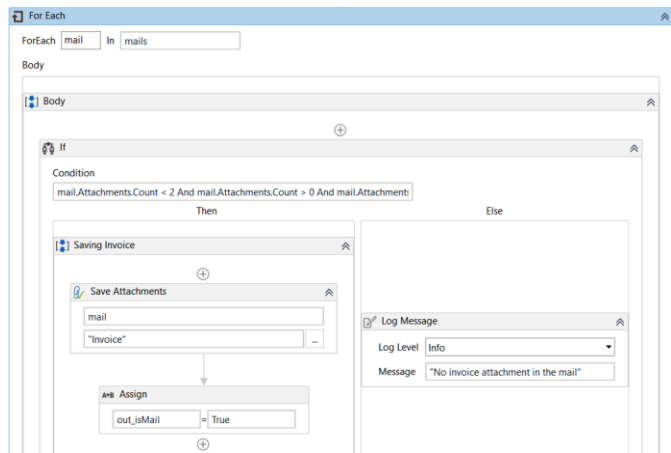 For Each
ForEach mail In mails
Body
Body
If
Condition
mail.Attachments.Count < 2 And mail.Attachments.Count > 0 And mail.Attachments
Then Else
Saving Invoice
Save Attachments
mail
"Invoice" ...
Log Message
Log Level Info
Message "No invoice attachment in the mail"
A*B Assign
out_isMail = True